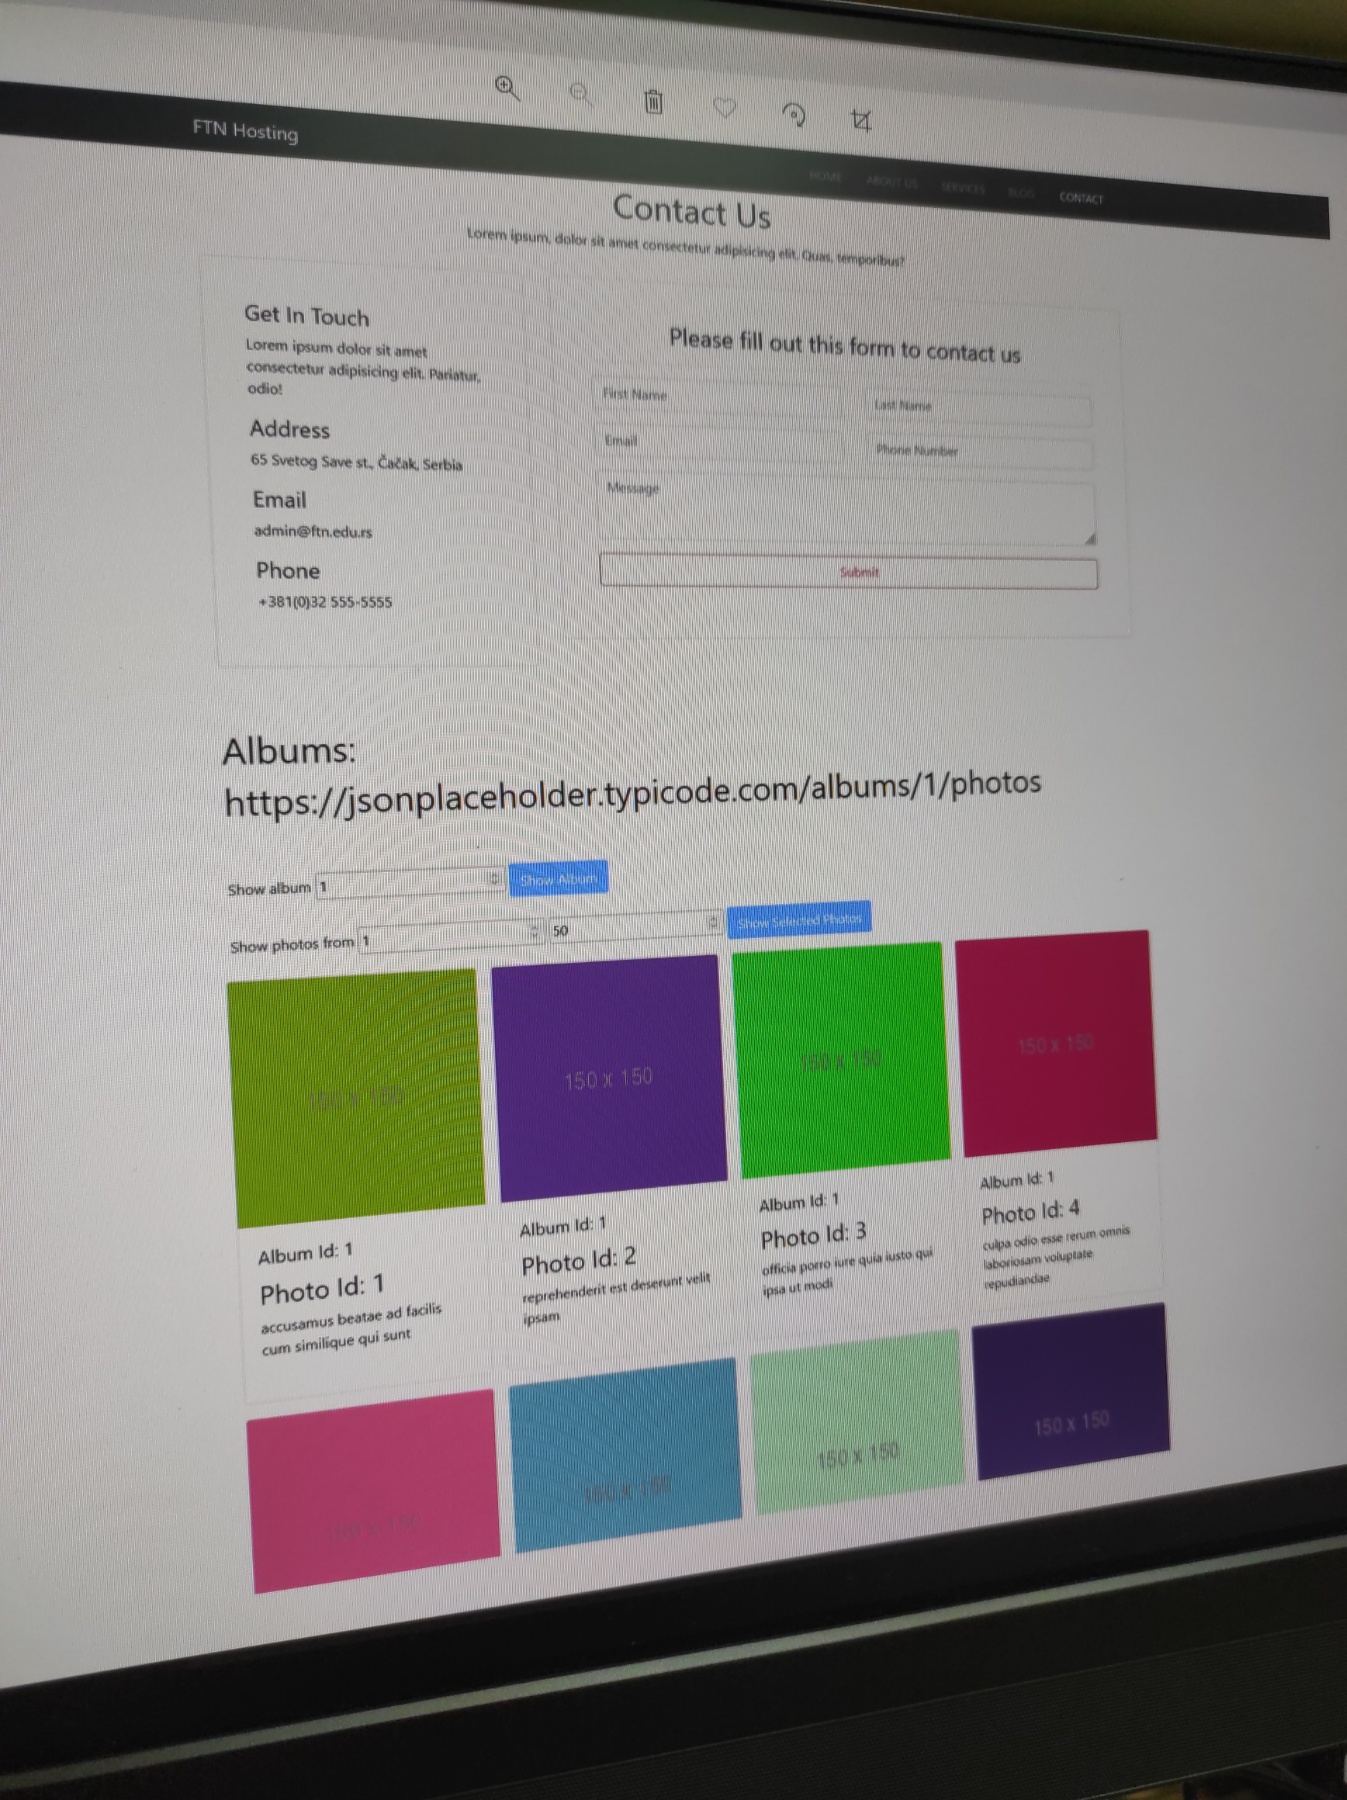 FTN Hosting
HOME ABOUT US SERVICES BLOG CONTACT
Contact Us
Lorem ipsum, dolor sit amet consectetur adipisicing elit. Quas, temporibus?
Get In Touch
Lorem ipsum dolor sit amet
consectetur adipisicing elit. Pariatur,
odio!
Address
65 Svetog Save st., Čačak, Serbia
Email
admin@ftn.edu.rs
Phone
+381(0)32 555-5555
Please fill out this form to contact us
First Name
Last Name
Email
Phone Number
Message
Submit
Albums:
https://jsonplaceholder.typicode.com/albums/1/photos
Show album 1 Show Album
Show photos from 1 50 Show Selected Photos
150 x 150
150 x 150
150 x 150
150 x 150
Album Id: 1
Photo Id: 1
accusamus beatae ad facilis
cum similique qui sunt
Album Id: 1
Photo Id: 2
reprehenderit est deserunt velit
ipsam
Album Id: 1
Photo Id: 3
officia porro iure quia iusto qui
ipsa ut modi
Album Id: 1
Photo Id: 4
culpa odio esse rerum omnis
laboriosam voluptate
repudiandae
150 x 150
150 x 150
150 x 150
150 x 150